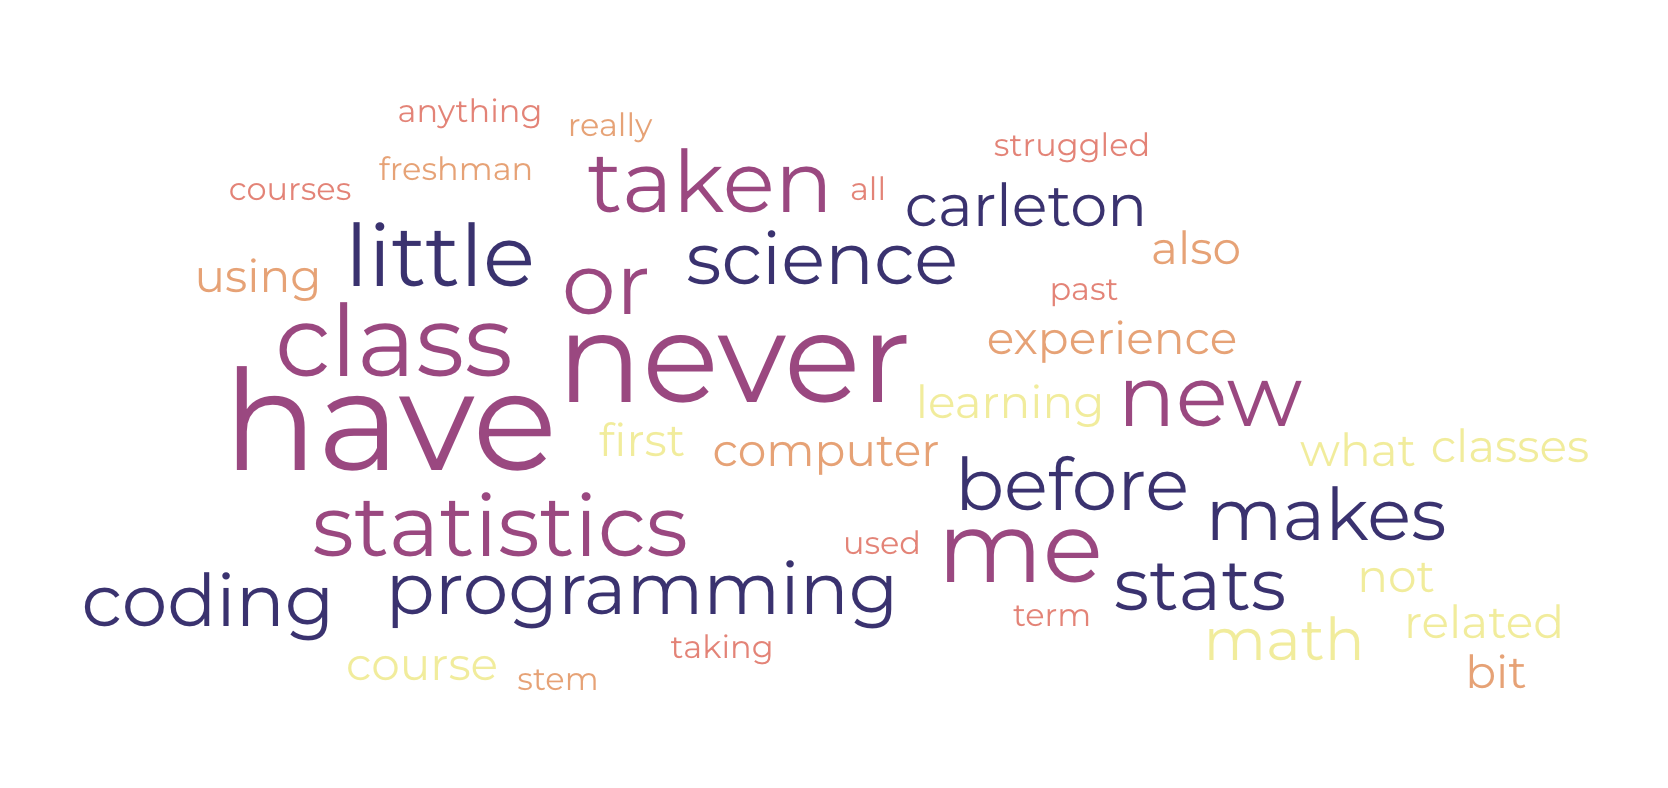 anything
really
struggled
freshman
taken
courses
all
carleton
little
science
also
using
or
past
class
never
experience
have
learning
new
first
computer
what
classes
before
statistics
makes
used
me
coding
programming
stats
not
term
math
related
course
taking
stem
bit